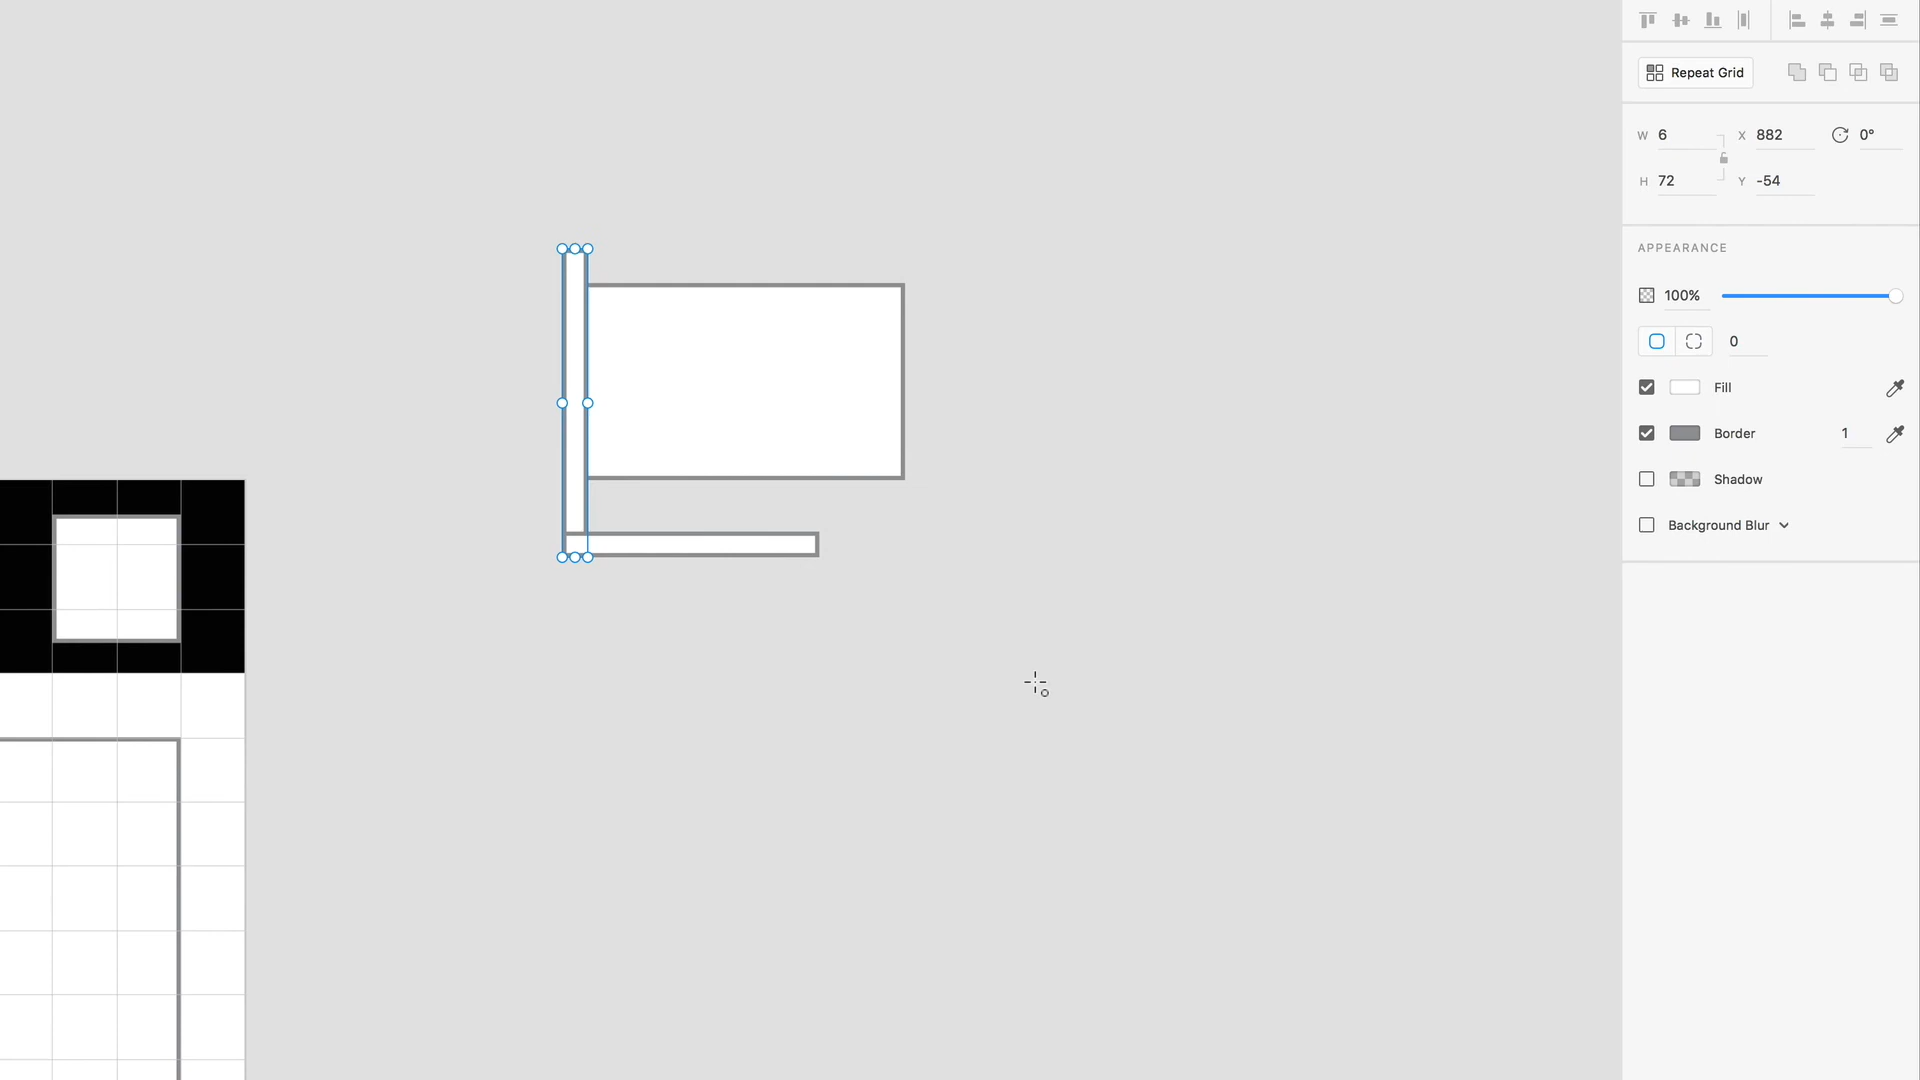 Repeat Grid
W 6 X 882 0°
H 72 Y -54
APPEARANCE
100%
0
Fill
Border 1
Shadow
Background Blur